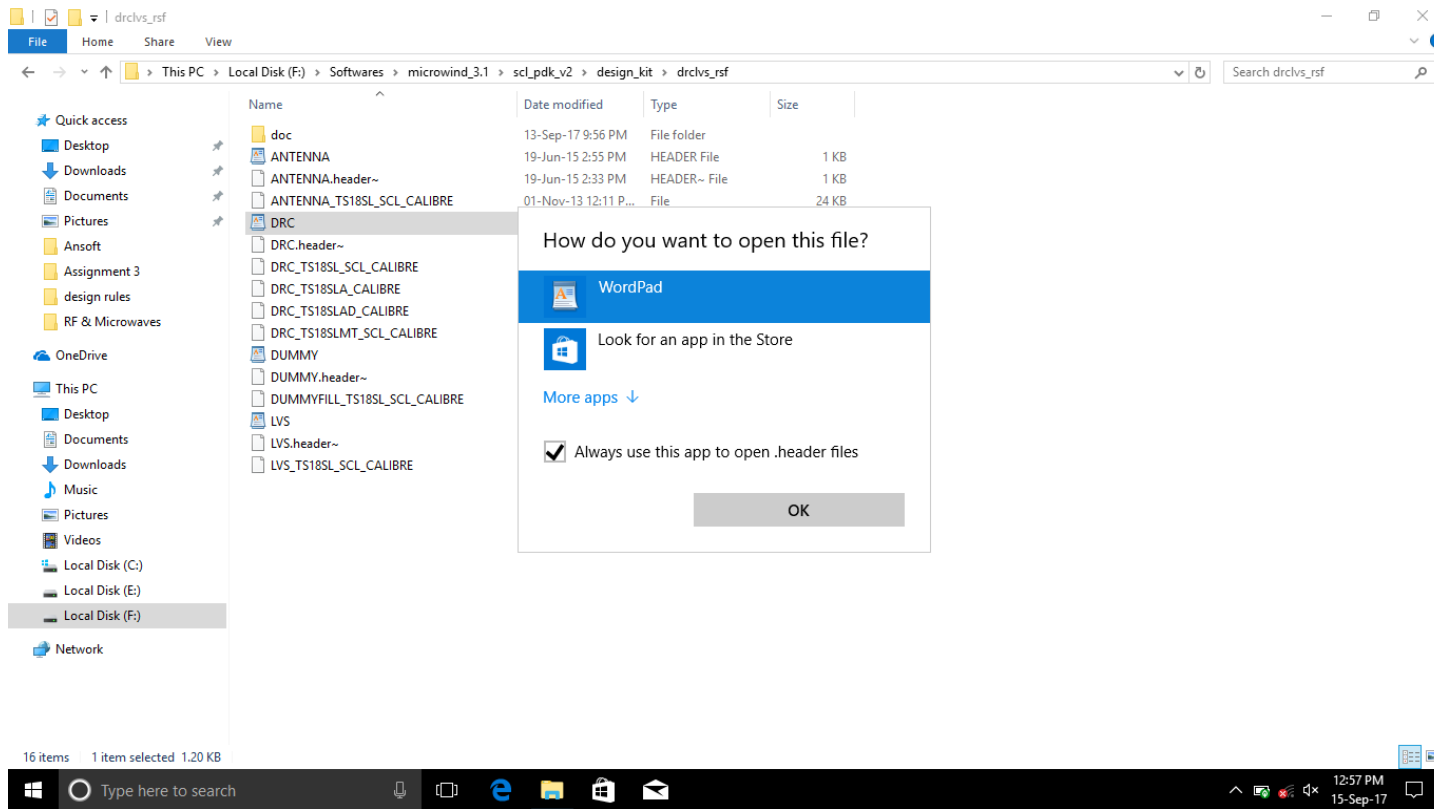 drclvs_rsf
File Home Share View
This PC > Local Disk (F:) > Softwares > microwind_3.1 > scl_pdk_v2 > design_kit > drclvs_rsf
Search drclvs_rsf
Quick access
Desktop
Downloads
Documents
Pictures
Ansoft
Assignment 3
design rules
RF & Microwaves
OneDrive
This PC
Desktop
Documents
Downloads
Music
Pictures
Videos
Local Disk (C:)
Local Disk (E:)
Local Disk (F:)
Network
Name Date modified Type Size
doc 13-Sep-17 9:56 PM File folder
ANTENNA 19-Jun-15 2:55 PM HEADER File 1 KB
ANTENNA.header~ 19-Jun-15 2:33 PM HEADER~ File 1 KB
ANTENNA_TS18SL_SCL_CALIBRE 01-Nov-13 12:11 P... File 24 KB
DRC
DRC.header~
DRC_TS18SL_SCL_CALIBRE
DRC_TS18SLA_CALIBRE
DRC_TS18SLAD_CALIBRE
DRC_TS18SLMT_SCL_CALIBRE
DUMMY
DUMMY.header~
DUMMYFILL_TS18SL_SCL_CALIBRE
LVS
LVS.header~
LVS_TS18SL_SCL_CALIBRE
How do you want to open this file?
WordPad
Look for an app in the Store
More apps
Always use this app to open .header files
OK
16 items 1 item selected 1.20 KB
Type here to search
12:57 PM
15-Sep-17